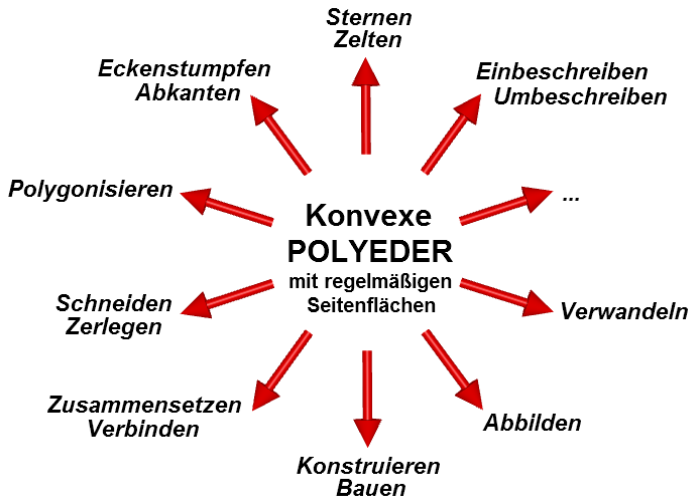 Sternen
Zelten
Eckenstumpfen
Abkanten
Einbeschreiben
Umbeschreiben
Polygonisieren
...
Konvexe
POLYEDER
mit regelmäßigen
Seitenflächen
Schneiden
Zerlegen
Verwandeln
Zusammensetzen
Verbinden
Abbilden
Konstruieren
Bauen